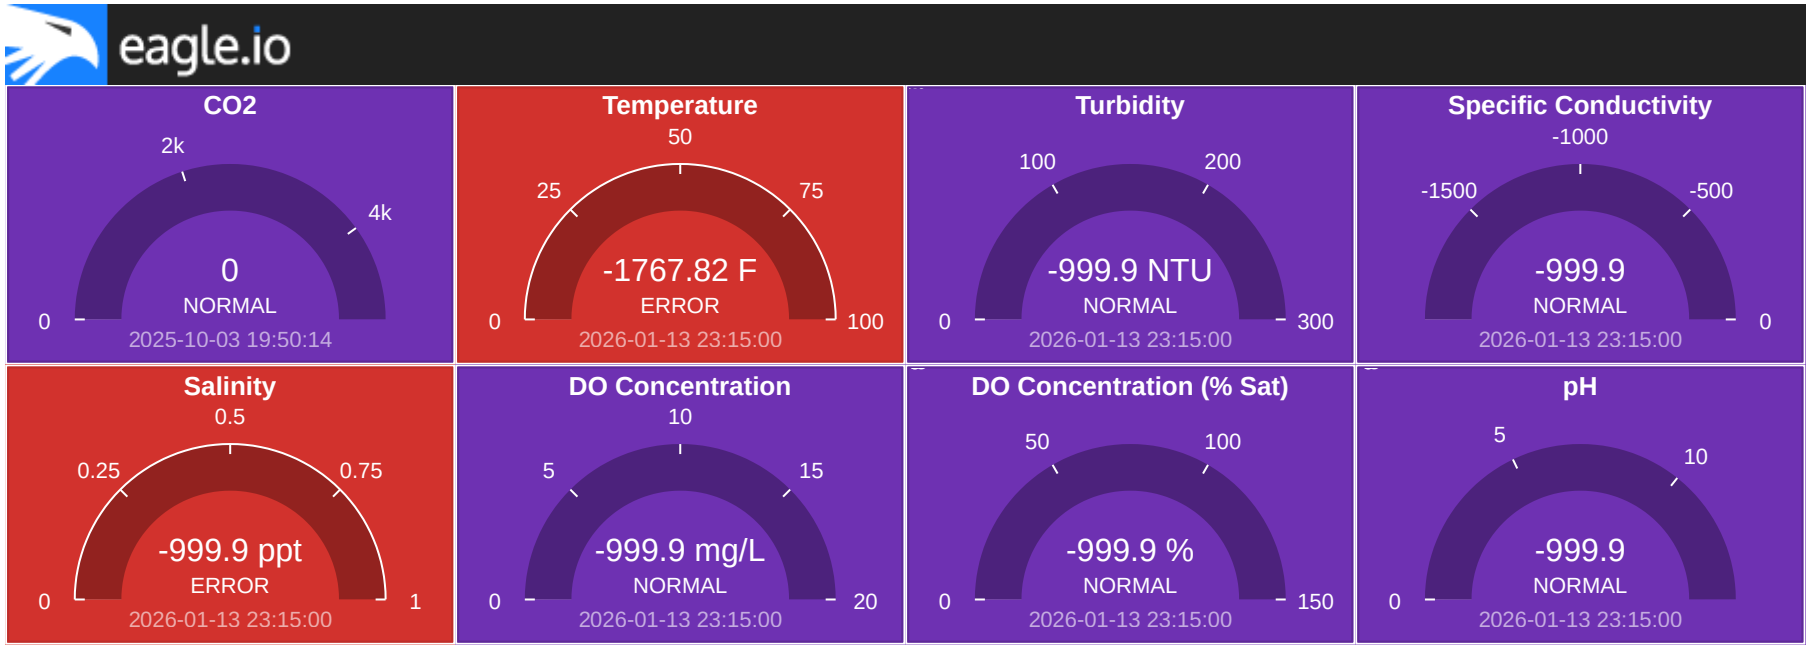 eagle.io
CO2
2k
4k
0
0
NORMAL
2025-10-03 19:50:14
Temperature
50
25
75
-1767.82 F
ERROR
0
100
2026-01-13 23:15:00
Turbidity
100
200
-999.9 NTU
NORMAL
0
300
2026-01-13 23:15:00
Specific Conductivity
-1000
-1500
-500
-999.9
NORMAL
0
2026-01-13 23:15:00
Salinity
0.5
0.25
0.75
-999.9 ppt
ERROR
0
1
2026-01-13 23:15:00
DO Concentration
10
5
15
-999.9 mg/L
NORMAL
0
20
2026-01-13 23:15:00
DO Concentration (% Sat)
50
100
-999.9 %
NORMAL
0
150
2026-01-13 23:15:00
pH
5
10
-999.9
NORMAL
0
2026-01-13 23:15:00